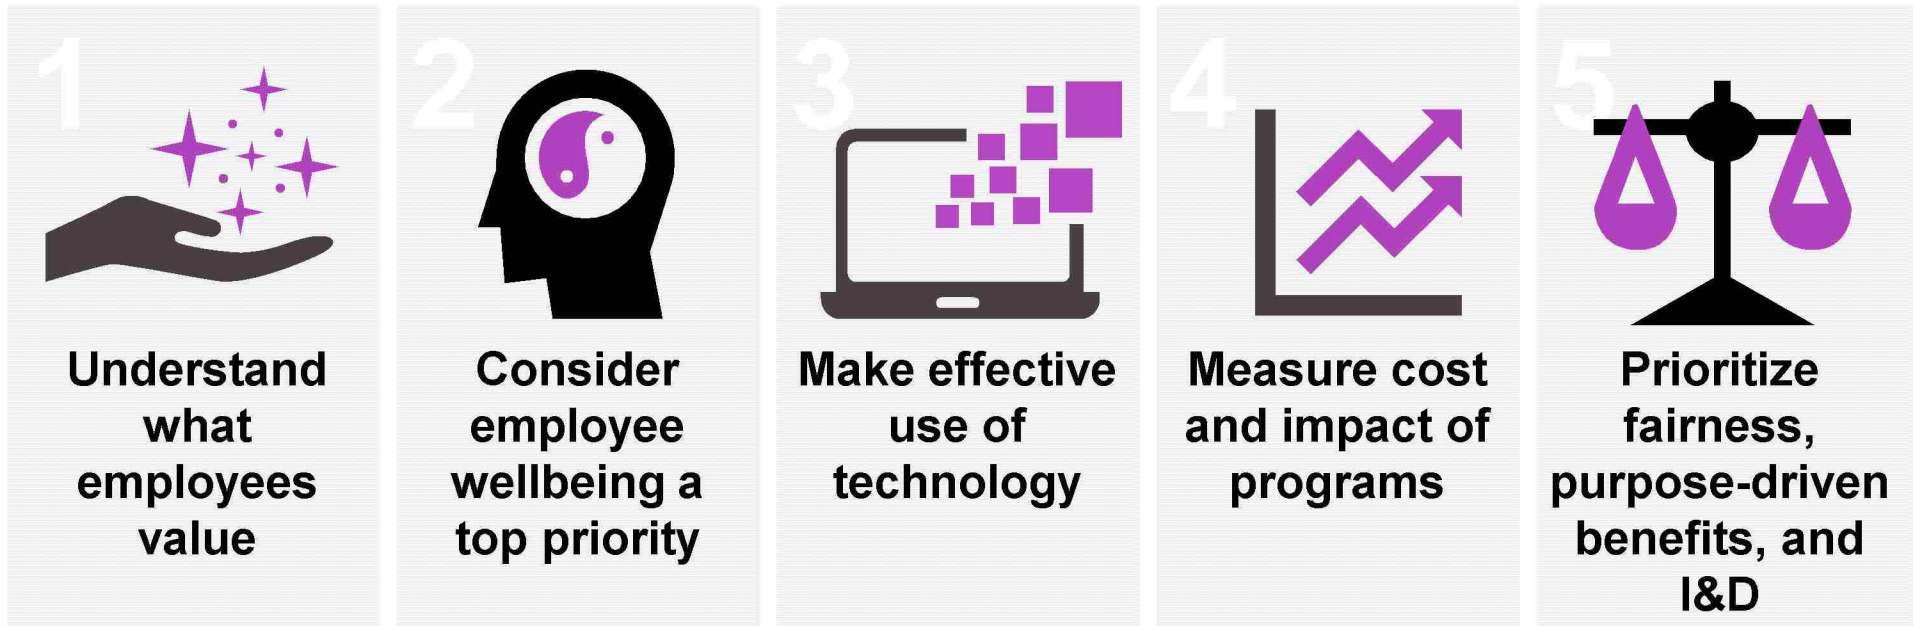 1
Understand
what
employees
value
2
Consider
employee
wellbeing a
top priority
3
Make effective
use of
technology
4
Measure cost
and impact of
programs
5
Prioritize
fairness,
purpose-driven
benefits, and
I&D